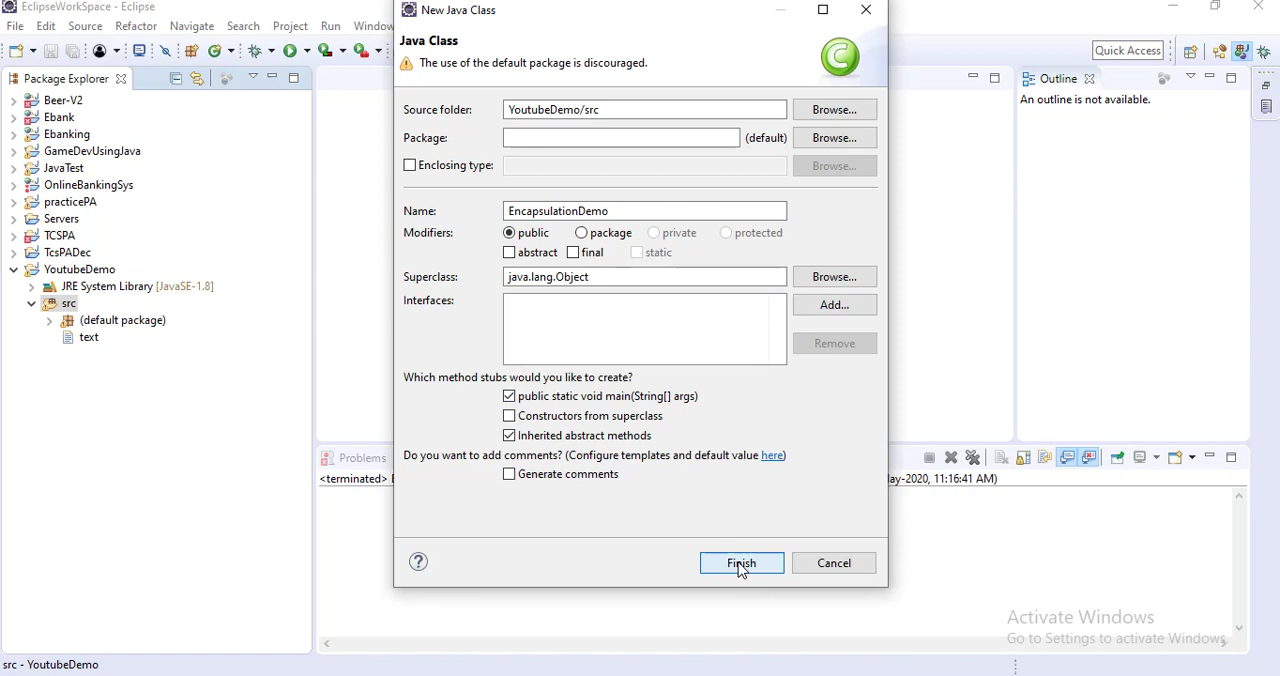 EclipseWorkSpace - Eclipse
File Edit Source Refactor Navigate Search Project Run Window
Quick Access
Package Explorer
Beer-V2
Ebank
Ebanking
GameDevUsingJava
JavaTest
OnlineBankingSys
practicePA
Servers
TCSPA
TcsPADec
YoutubeDemo
JRE System Library [JavaSE-1.8]
src
(default package)
text
New Java Class
Java Class
The use of the default package is discouraged.
Source folder: YoutubeDemo/src Browse...
Package: (default) Browse...
Enclosing type: Browse...
Name: EncapsulationDemo
Modifiers: public package private protected
abstract final static
Superclass: java.lang.Object Browse...
Interfaces: Add...
Remove
Which method stubs would you like to create?
public static void main(String[] args)
Constructors from superclass
Inherited abstract methods
Do you want to add comments? (Configure templates and default value here)
Generate comments
? Finish Cancel
Outline
An outline is not available.
Problems
<terminated> ay-2020, 11:16:41 AM)
Activate Windows
Go to Settings to activate Windows.
src - YoutubeDemo